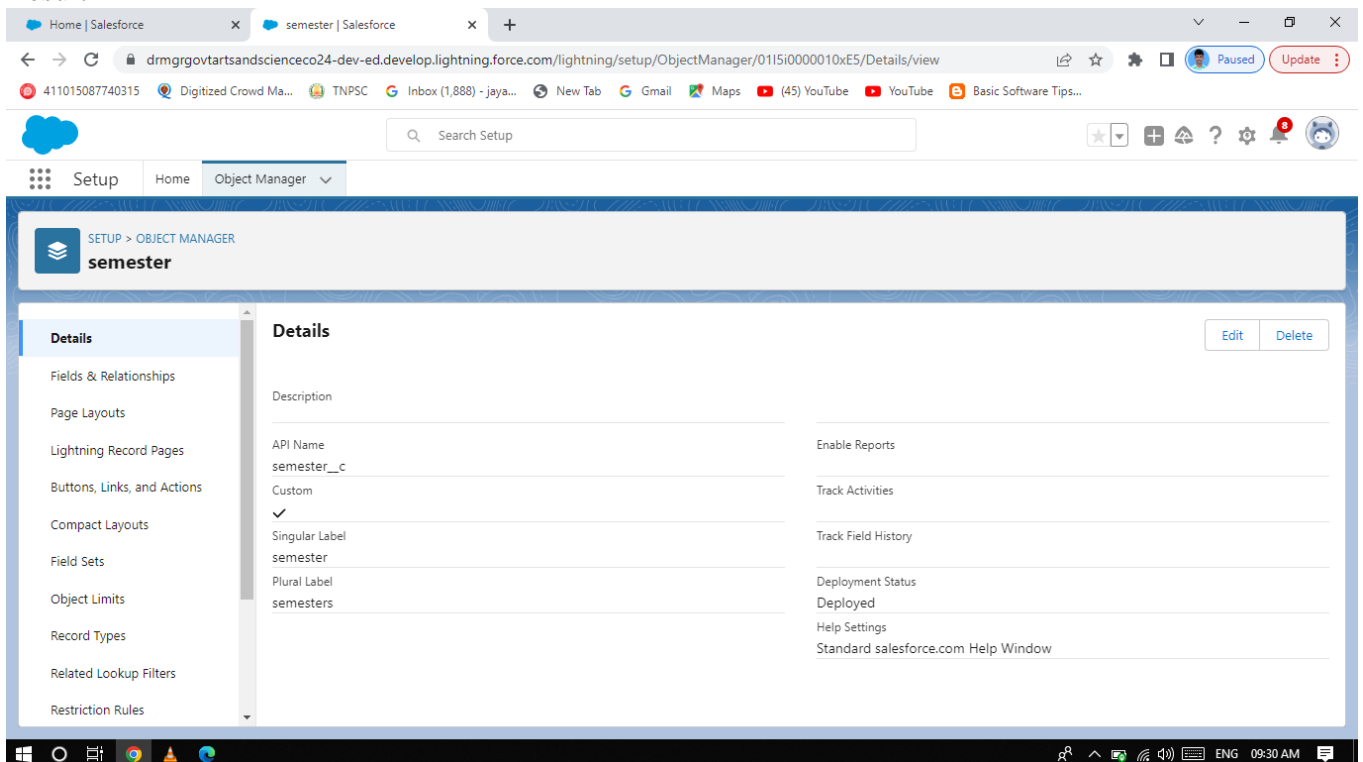 Home | Salesforce
semester | Salesforce
drmgrgovtartsandscienceco24-dev-ed.develop.lightning.force.com/lightning/setup/ObjectManager/01I5i0000010xE5/Details/view
Paused
Update
411015087740315
Digitized Crowd Ma...
TNPSC
Inbox (1,888) - jaya...
New Tab
Gmail
Maps
(45) YouTube
YouTube
Basic Software Tips...
Search Setup
8
Setup
Home
Object Manager
SETUP > OBJECT MANAGER
semester
Details
Fields & Relationships
Page Layouts
Lightning Record Pages
Buttons, Links, and Actions
Compact Layouts
Field Sets
Object Limits
Record Types
Related Lookup Filters
Restriction Rules
Details
Edit
Delete
Description
API Name
semester__c
Custom
Singular Label
semester
Plural Label
semesters
Enable Reports
Track Activities
Track Field History
Deployment Status
Deployed
Help Settings
Standard salesforce.com Help Window
ENG
09:30 AM